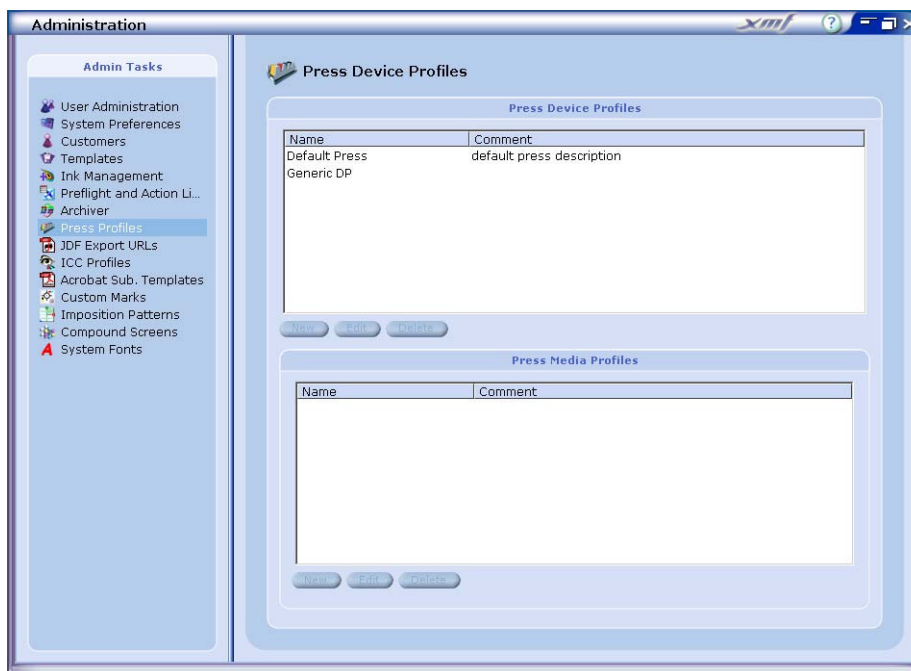 Administration
xmf
?
Admin Tasks
User Administration
System Preferences
Customers
Templates
Ink Management
Preflight and Action Li...
Archiver
Press Profiles
JDF Export URLs
ICC Profiles
Acrobat Sub. Templates
Custom Marks
Imposition Patterns
Compound Screens
System Fonts
Press Device Profiles
Press Device Profiles
Name Comment
Default Press default press description
Generic DP
New Edit Delete
Press Media Profiles
Name Comment
New Edit Delete